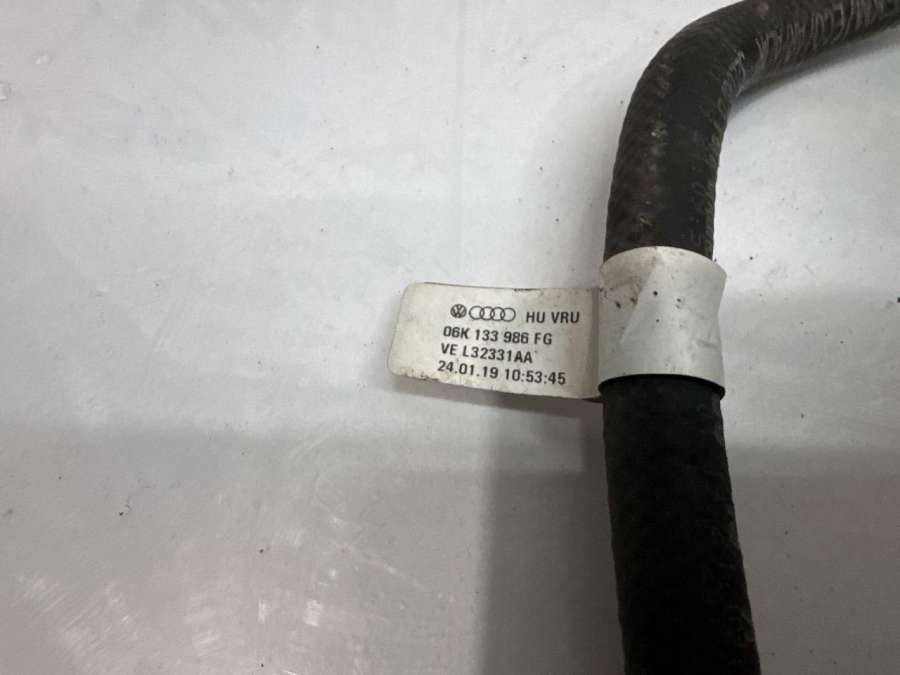 HU VRU
06K 133 986 FG
VE L32331AA
24.01.19 10:53:45